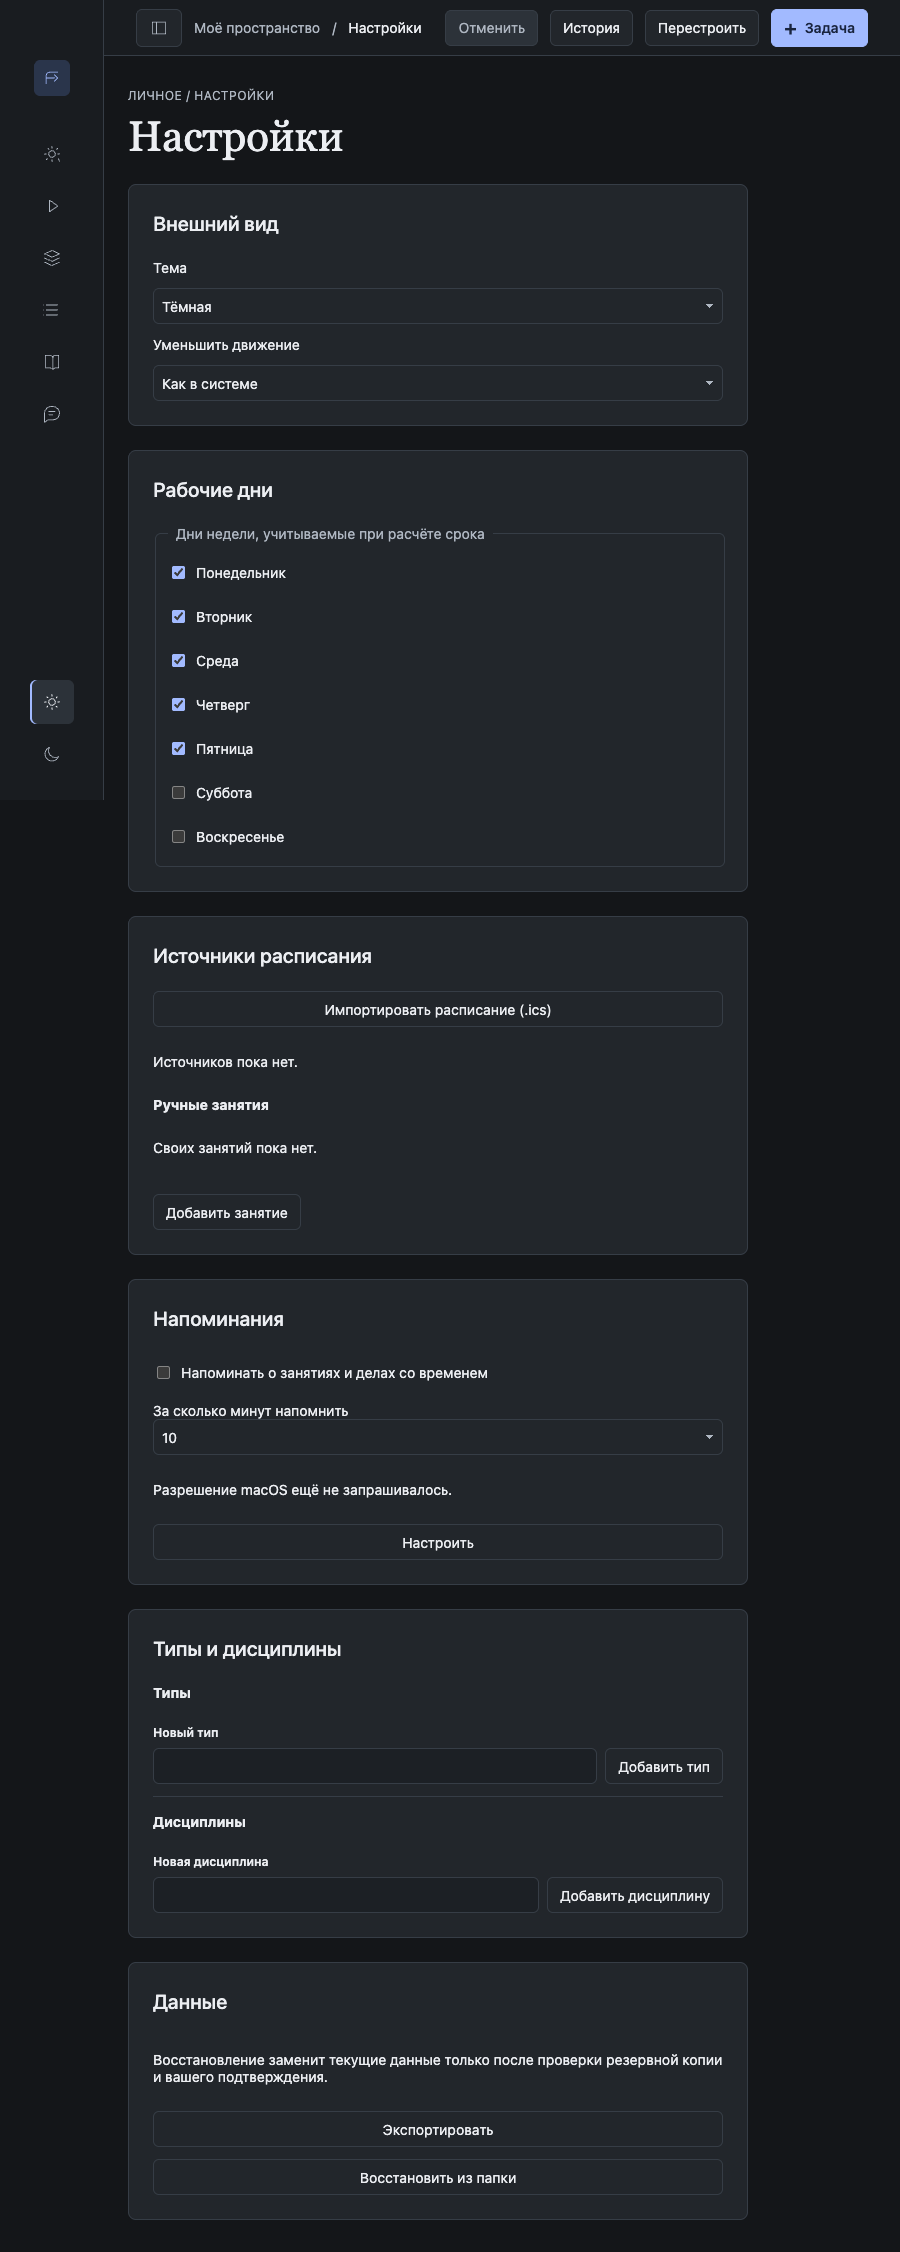 Моё пространство / Настройки
Отменить
История
Перестроить
+ Задача
ЛИЧНОЕ / НАСТРОЙКИ
Настройки
Внешний вид
Тема
Тёмная
Уменьшить движение
Как в системе
Рабочие дни
Дни недели, учитываемые при расчёте срока
Понедельник
Вторник
Среда
Четверг
Пятница
Суббота
Воскресенье
Источники расписания
Импортировать расписание (.ics)
Источников пока нет.
Ручные занятия
Своих занятий пока нет.
Добавить занятие
Напоминания
Напоминать о занятиях и делах со временем
За сколько минут напомнить
10
Разрешение macOS ещё не запрашивалось.
Настроить
Типы и дисциплины
Типы
Новый тип
Добавить тип
Дисциплины
Новая дисциплина
Добавить дисциплину
Данные
Восстановление заменит текущие данные только после проверки резервной копии
и вашего подтверждения.
Экспортировать
Восстановить из папки